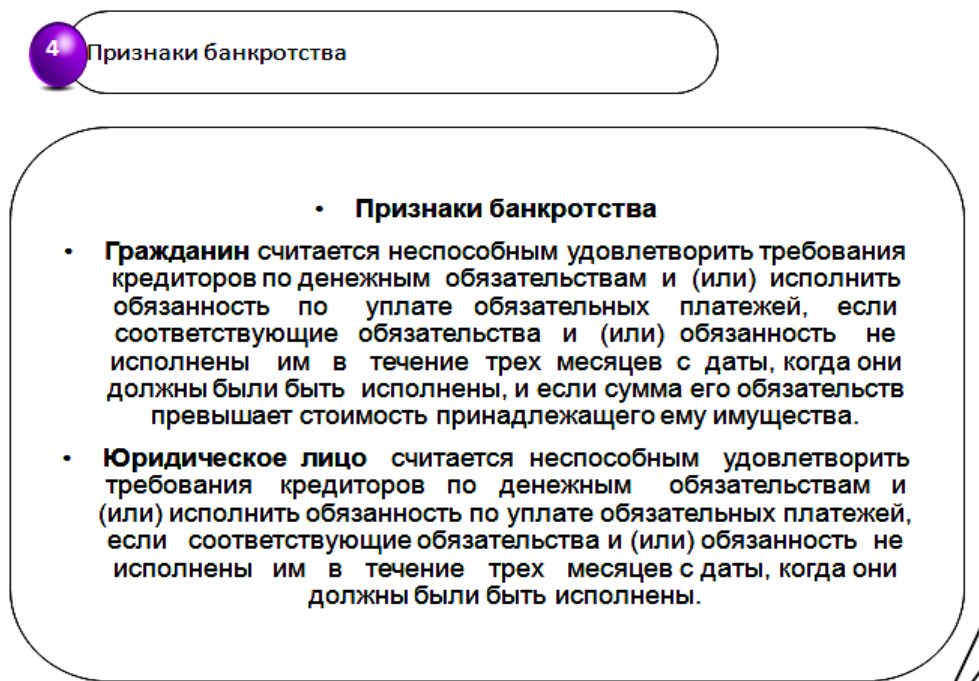 4 Признаки банкротства
• Признаки банкротства
• Гражданин считается неспособным удовлетворить требования
кредиторов по денежным обязательствам и (или) исполнить
обязанность по уплате обязательных платежей, если
соответствующие обязательства и (или) обязанность не
исполнены им в течение трех месяцев с даты, когда они
должны были быть исполнены, и если сумма его обязательств
превышает стоимость принадлежащего ему имущества.
• Юридическое лицо считается неспособным удовлетворить
требования кредиторов по денежным обязательствам и
(или) исполнить обязанность по уплате обязательных платежей,
если соответствующие обязательства и (или) обязанность не
исполнены им в течение трех месяцев с даты, когда они
должны были быть исполнены.